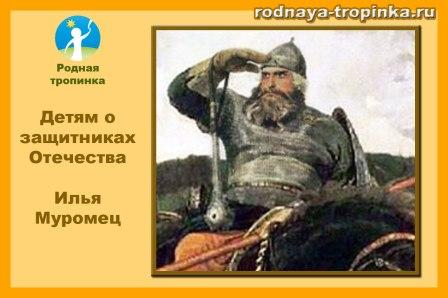 rodnaya-tropinka.ru
Родная
тропинка
Детям о
защитниках
Отечества
Илья
Муромец